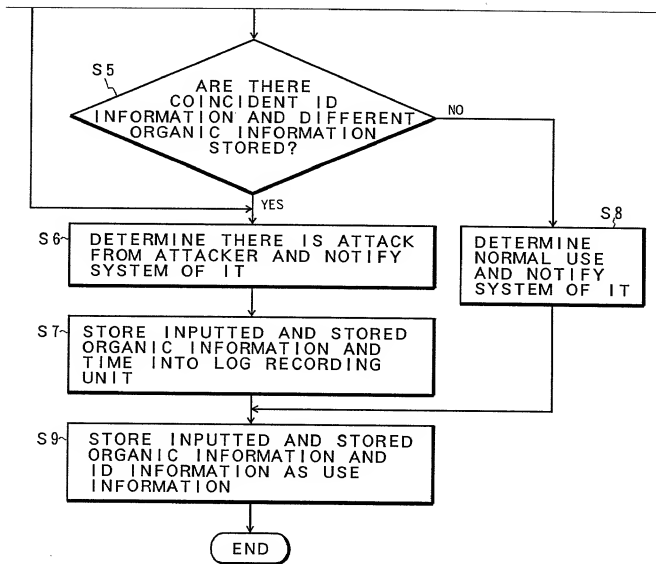 S5
ARE THERE
COINCIDENT ID
INFORMATION AND DIFFERENT
ORGANIC INFORMATION
STORED?
NO
YES
S6
DETERMINE THERE IS ATTACK
FROM ATTACKER AND NOTIFY
SYSTEM OF IT
S8
DETERMINE
NORMAL USE
AND NOTIFY
SYSTEM OF IT
S7
STORE INPUTTED AND STORED
ORGANIC INFORMATION AND
TIME INTO LOG RECORDING
UNIT
S9
STORE INPUTTED AND STORED
ORGANIC INFORMATION AND
ID INFORMATION AS USE
INFORMATION
END